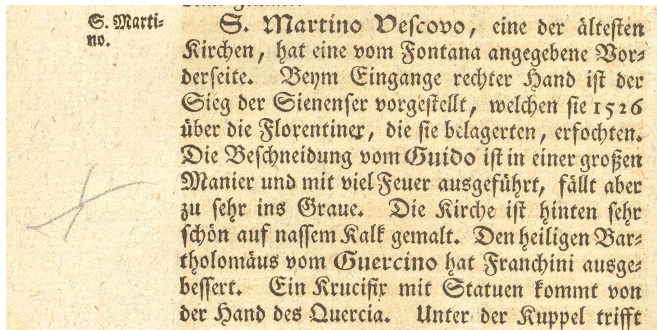 S. Marti-
no.
S. Martino Vescovo, eine der ältesten
Kirchen, hat eine vom Fontana angegebene Vor-
derseite. Beym Eingange rechter Hand ist der
Sieg der Sienenser vorgestellt, welchen sie 1526
über die Florentiner, die sie belagerten, erfochten.
Die Beschneidung vom Guido ist in einer großen
Manier und mit viel Feuer ausgeführt, fällt aber
zu sehr ins Graue. Die Kirche ist hinten sehr
schön auf nassem Kalk gemalt. Den heiligen Bar-
tholomäus vom Guercino hat Franchini ausge-
bessert. Ein Krucifix mit Statuen kommt von
der Hand des Quercia. Unter der Kuppel trifft